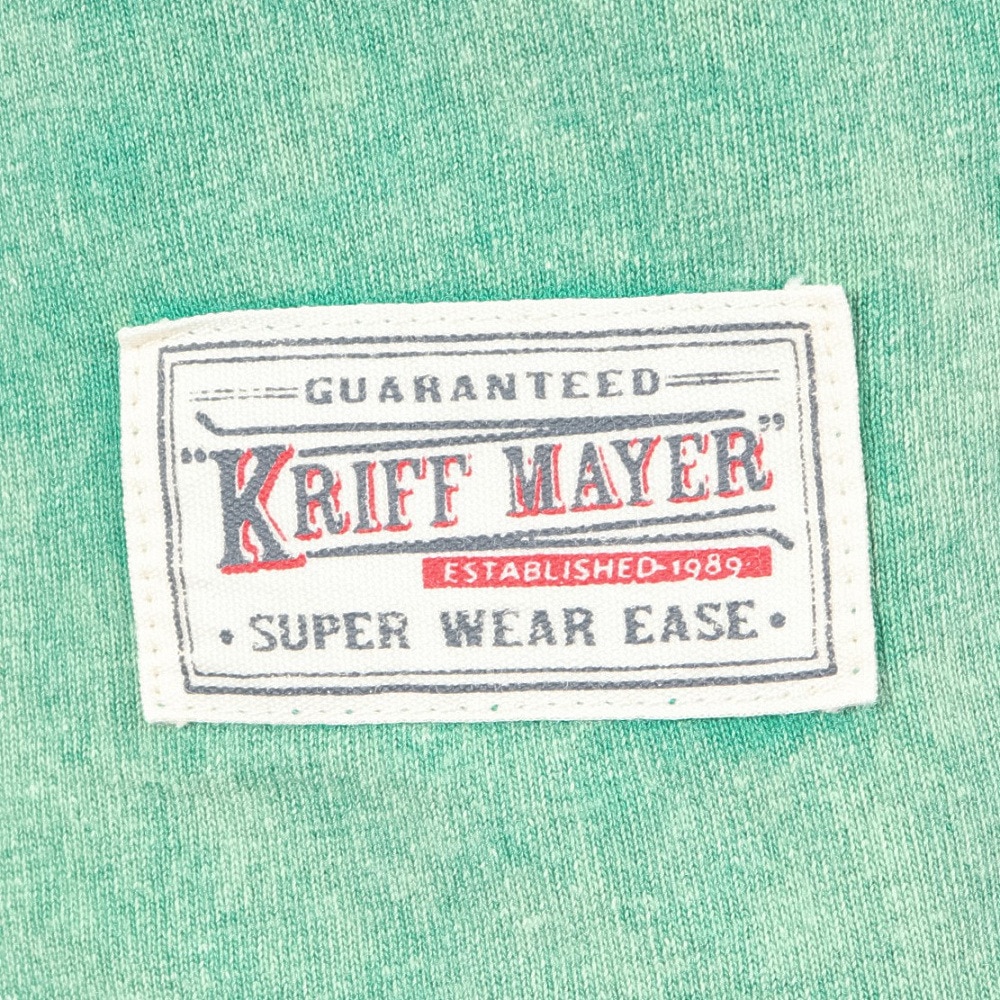 GUARANTEED
"KRIFF MAYER"
ESTABLISHED-1989
• SUPER WEAR EASE •